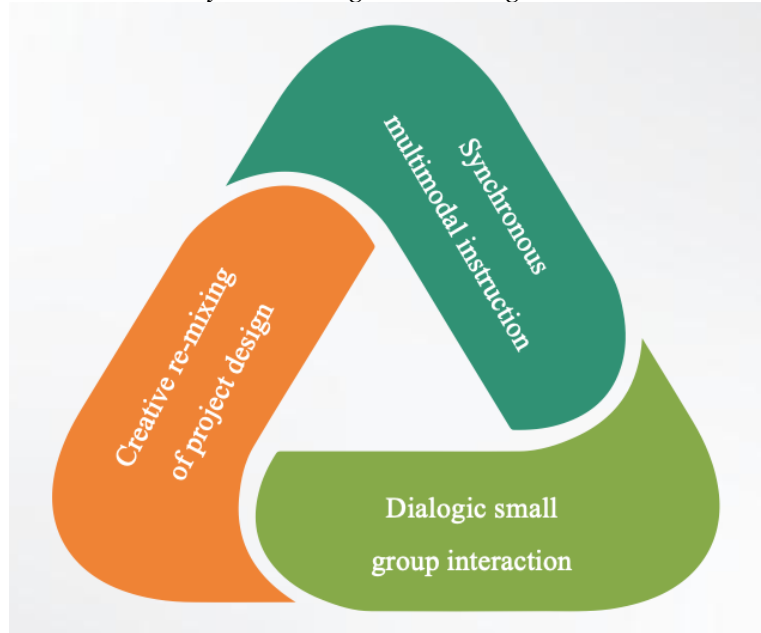 Synchronous
multimodal instruction
Creative re-mixing
of project design
Dialogic small
group interaction